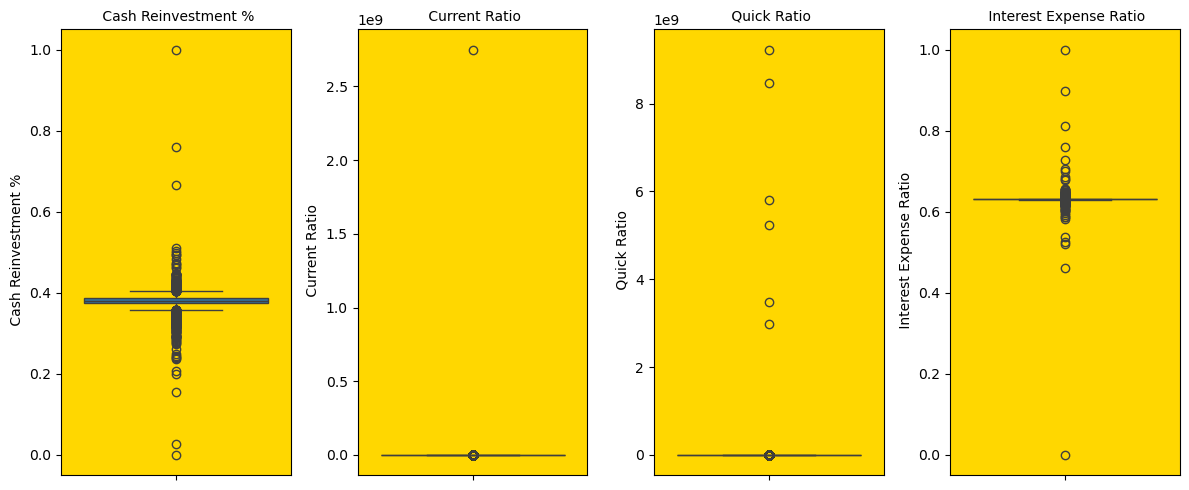 Cash Reinvestment %
Cash Reinvestment %
1.0
0.8
0.6
0.4
0.2
0.0
Current Ratio
1e9
Current Ratio
2.5
2.0
1.5
1.0
0.5
0.0
Quick Ratio
1e9
Quick Ratio
8
6
4
2
0
Interest Expense Ratio
Interest Expense Ratio
1.0
0.8
0.6
0.4
0.2
0.0